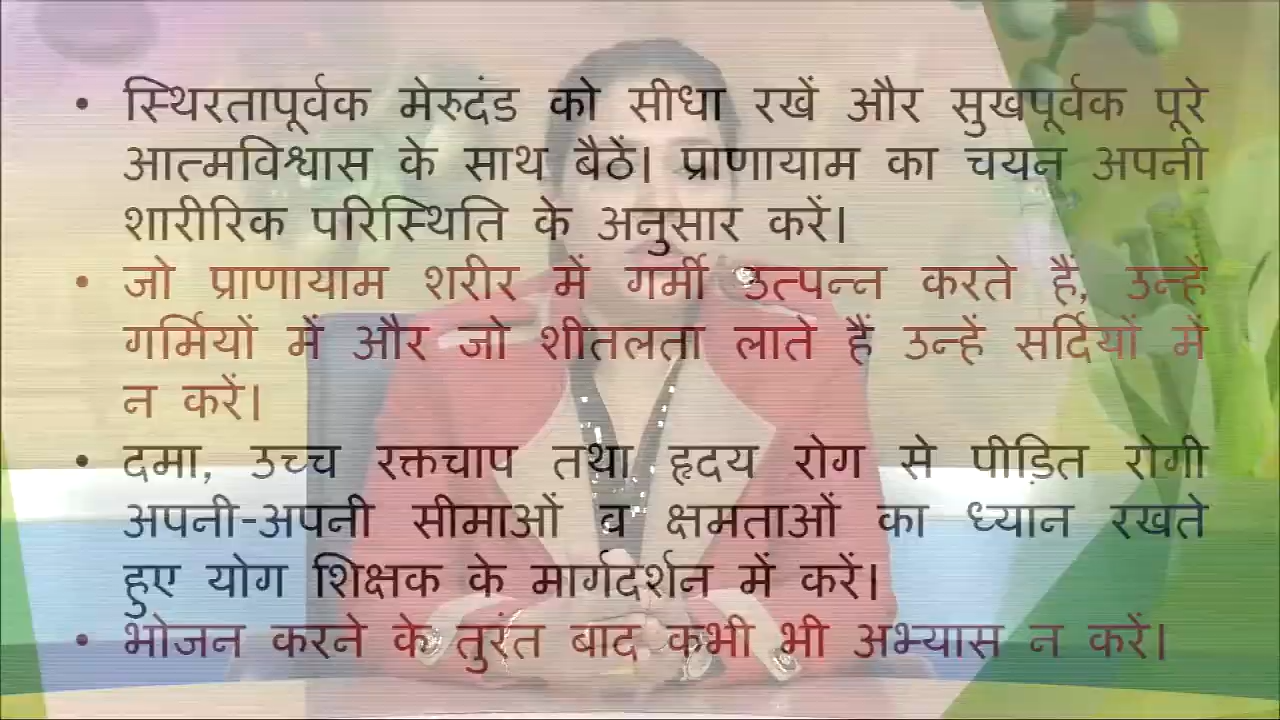 • स्थिरतापूर्वक मेरुदंड को सीधा रखें और सुखपूर्वक पूरे
आत्मविश्वास के साथ बैठें। प्राणायाम का चयन अपनी
शारीरिक परिस्थिति के अनुसार करें।
• जो प्राणायाम शरीर में गर्मी उत्पन्न करते हैं, उन्हें
गर्मियों में और जो शीतलता लाते हैं उन्हें सर्दियों में
न करें।
• दमा, उच्च रक्तचाप तथा हृदय रोग से पीड़ित रोगी
अपनी-अपनी सीमाओं व क्षमताओं का ध्यान रखते
हुए योग शिक्षक के मार्गदर्शन में करें।
• भोजन करने के तुरंत बाद कभी भी अभ्यास न करें।